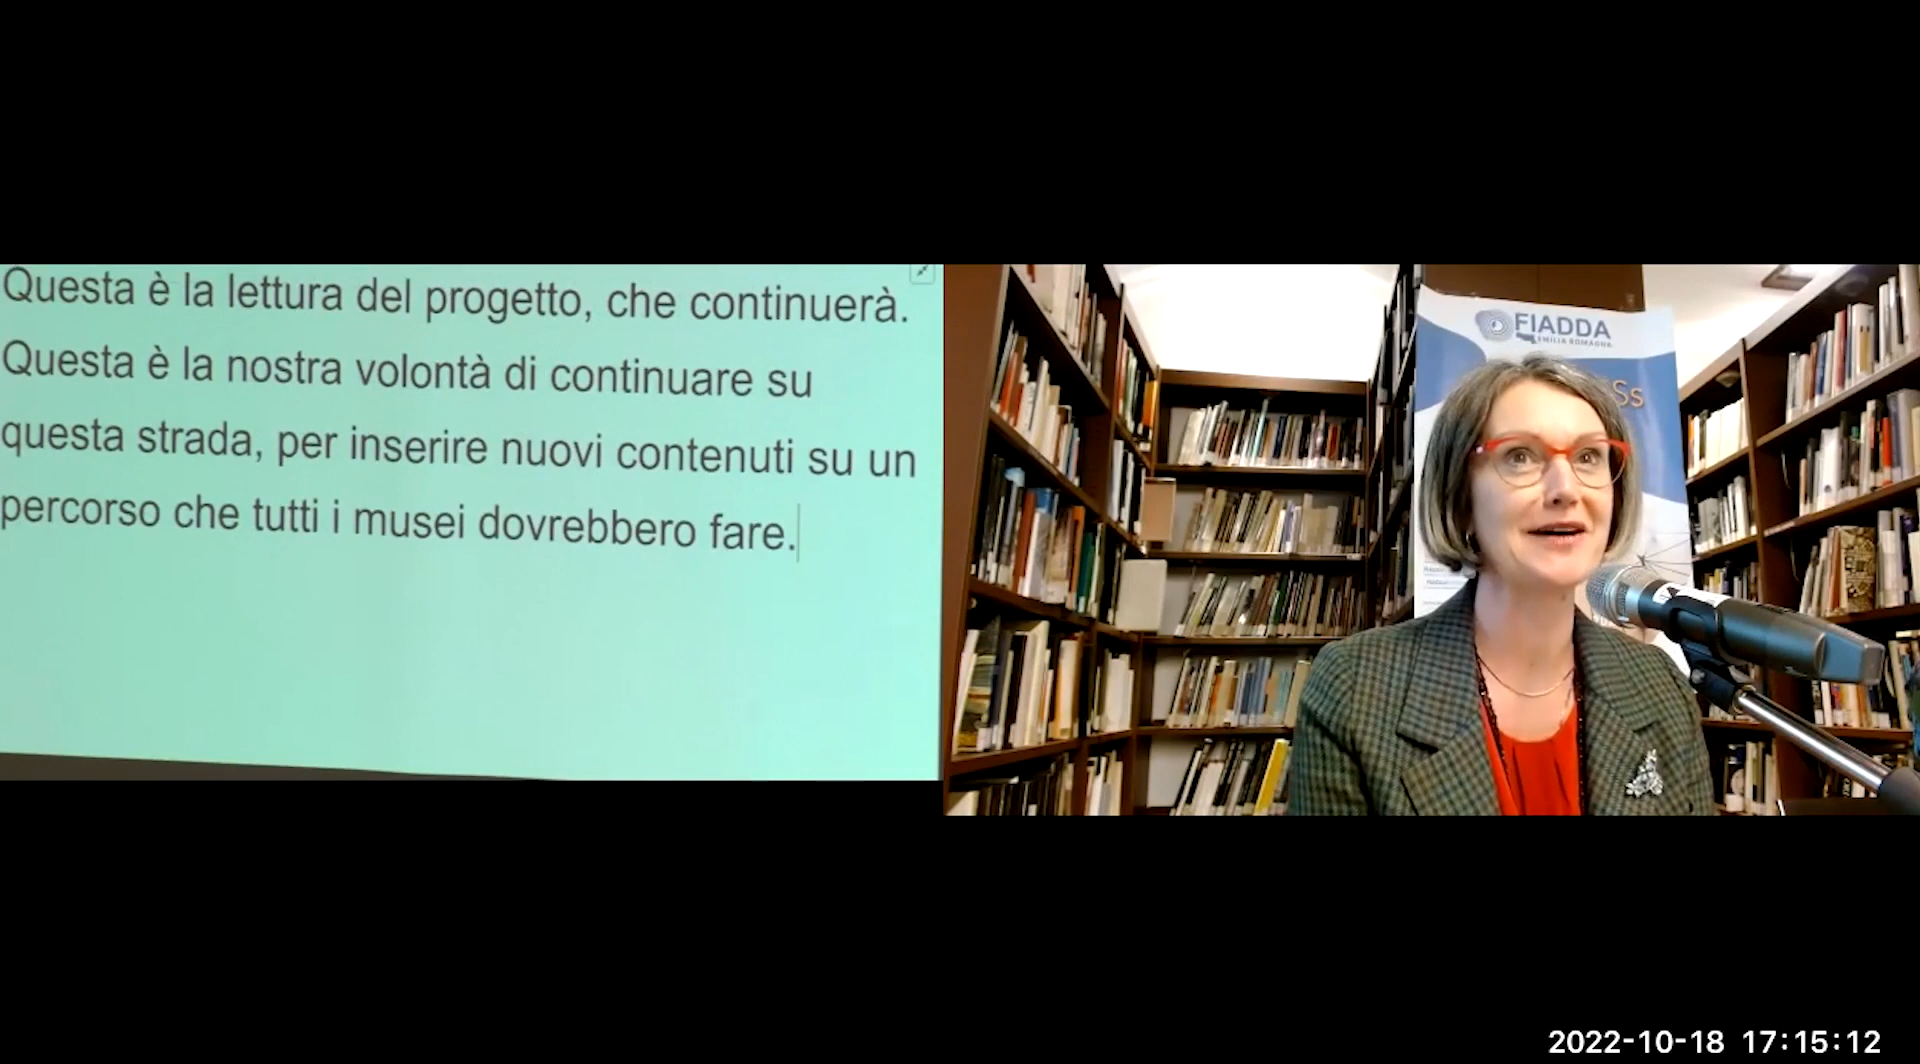 Questa è la lettura del progetto, che continuerà.
Questa è la nostra volontà di continuare su
questa strada, per inserire nuovi contenuti su un
percorso che tutti i musei dovrebbero fare.
FIADDA
EMILIA ROMAGNA
Ss
2022-10-18 17:15:12